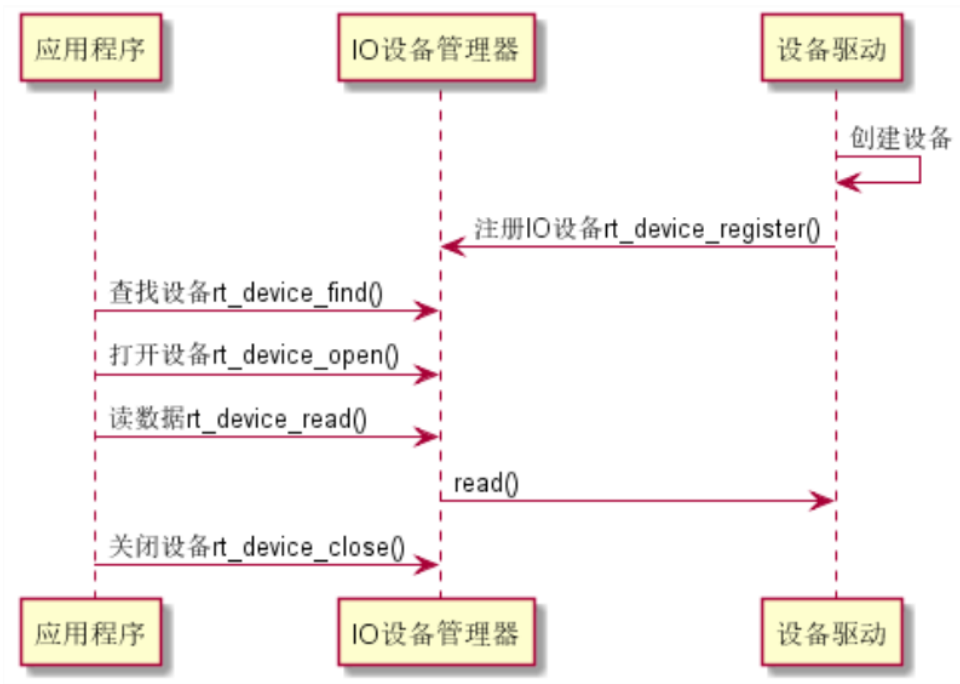 应用程序
IO设备管理器
设备驱动
创建设备
注册IO设备rt_device_register()
查找设备rt_device_find()
打开设备rt_device_open()
读数据rt_device_read()
read()
关闭设备rt_device_close()
应用程序
IO设备管理器
设备驱动